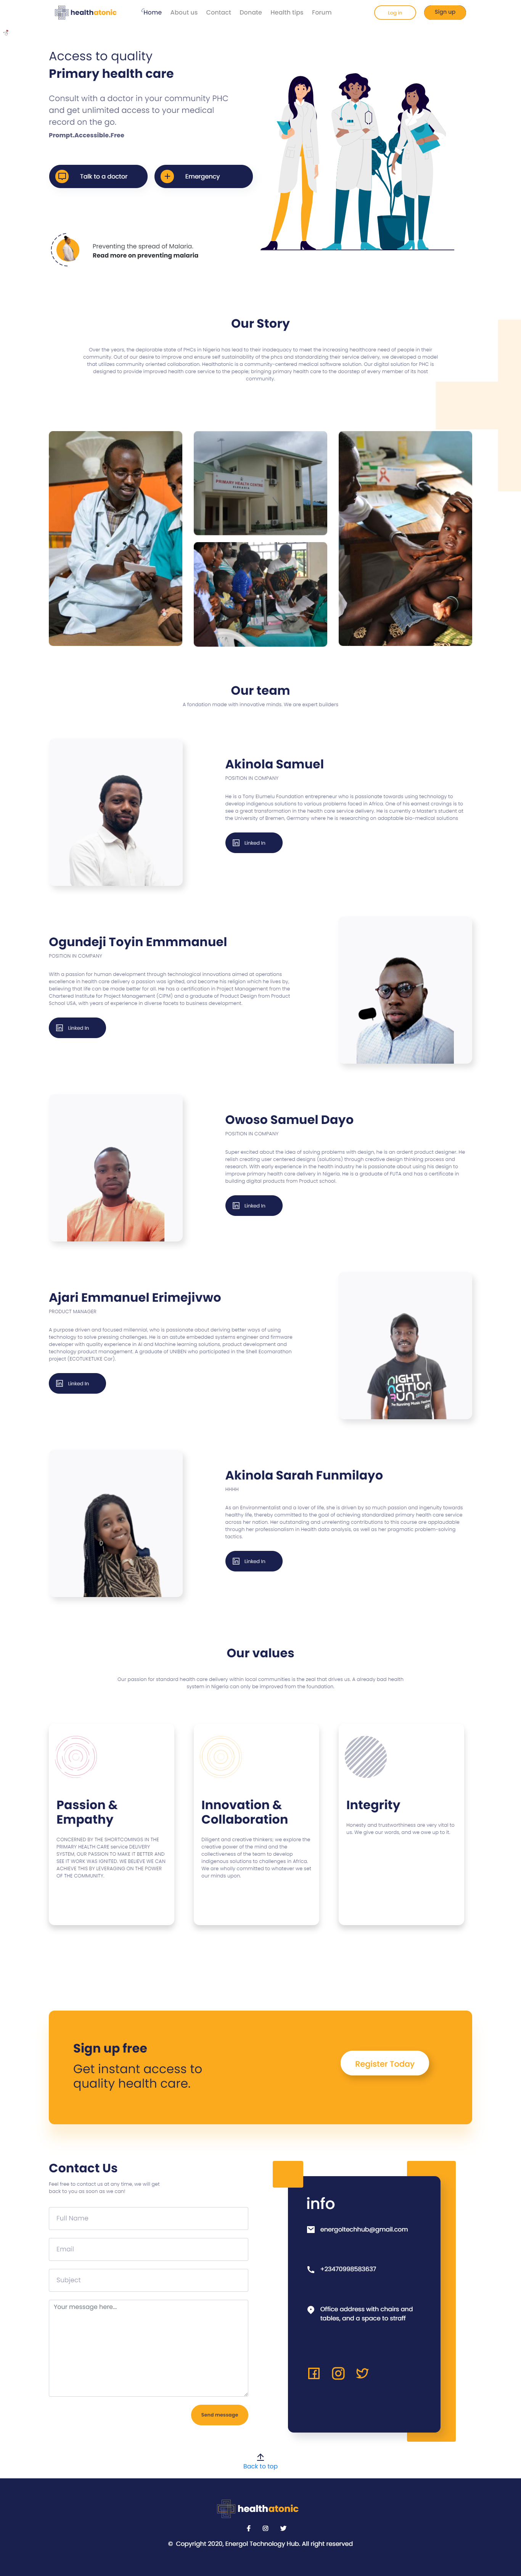 healthatonic
Home About us Contact Donate Health tips Forum
Log in
Sign up
Access to quality
Primary health care
Consult with a doctor in your community PHC
and get unlimited access to your medical
record on the go.
Prompt.Accessible.Free
Talk to a doctor
Emergency
Preventing the spread of Malaria.
Read more on preventing malaria
Our Story
Over the years, the deplorable state of PHCs in Nigeria has lead to their inadequacy to meet the increasing healthcare need of people in their
community. Out of our desire to improve and ensure self sustainability of the phcs and standardizing their service delivery, we developed a model
that utilizes community oriented collaboration. Healthatonic is a community-centered medical software solution: Our digital solution for PHC is
designed to provide improved health care service to the people; bringing primary health care to the doorstep of every member of its host
community.
PRIMARY HEALTH CENTRE
Our team
A fondation made with innovative minds. We are expert builders
Akinola Samuel
POSITION IN COMPANY
He is a Tony Elumelu Foundation entrepreneur who is passionate towards using technology to
develop indigenous solutions to various problems faced in Africa. One of his earnest cravings is to
see a great transformation in the health care service delivery. He is currently a Master's student at
the University of Bremen, Germany where he is researching on adaptable bio-medical solutions
Linked In
Ogundeji Toyin Emmmanuel
POSITION IN COMPANY
With a passion for human development through technological innovations aimed at operations
excellence in health care delivery a passion was ignited; and become his religion which he lives by,
believing that life can be made better for all. He has a certification in Project Management from the
Chartered Institute for Project Management (CIPM) and a graduate of Product Design from Product
School USA, with years of experience in diverse facets to business development.
Linked In
Owoso Samuel Dayo
POSITION IN COMPANY
Super excited about the idea of solving problems with design, he is an ardent product designer. He
relish creating user centered designs (solutions) through creative design thinking process and
research. With early experience in the health industry he is passionate about using his design to
improve primary health care delivery in Nigeria. He is a graduate of FUTA and has a certificate in
building digital products from Product school.
Linked In
Ajari Emmanuel Erimejivwo
PRODUCT MANAGER
A purpose driven and focused millennial, who is passionate about deriving better ways of using
technology to solve pressing challenges. He is an astute embedded systems engineer and firmware
developer with quality experience in AI and Machine learning solutions, product development and
technology product management. A graduate of UNIBEN who participated in the Shell Ecomarathon
project (ECOTUKETUKE Car).
NIGHT
NATION
RUN
Linked In
Akinola Sarah Funmilayo
As an Environmentalist and a lover of life, she is driven by so much passion and ingenuity towards
healthy life, thereby committed to the goal of achieving standardized primary health care service
across her nation. Her outstanding and unrelenting contributions to this course are applaudable
through her professionalism in Health data analysis, as well as her pragmatic problem-solving
tactics
Linked In
Our values
Our passion for standard health care delivery within local communities is the zeal that drives us. A already bad health
system in Nigeria can only be improved from the foundation.
Passion &
Empathy
CONCERNED BY THE SHORTCOMINGS IN THE
PRIMARY HEALTH CARE service DELIVERY
SYSTEM, OUR PASSION TO MAKE IT BETTER AND
SEE IT WORK WAS IGNITED. WE BELIEVE WE CAN
ACHIEVE THIS BY LEVERAGING ON THE POWER
OF THE COMMUNITY
Innovation &
Collaboration
Diligent and creative thinkers; we explore the
creative power of the mind and the
collectiveness of the team to develop
indigenous solutions to challenges in Africa.
We are wholly committed to whatever we set
our minds upon.
Integrity
Honesty and trustworthiness are very vital to
us. We give our words, and we owe up to it.
Sign up free
Get instant access to
quality health care.
Register Today
Contact Us
Feel free to contact us at any time, we will get
back to you as soon as we can!
Full Name
Email
Subject
Your message here...
Send message
info
energoltechhub@gmail.com
+23470998583637
Office address with chairs and
tables, and a space to straff
Back to top
healthatonic
© Copyright 2020, Energol Technology Hub. All right reserved